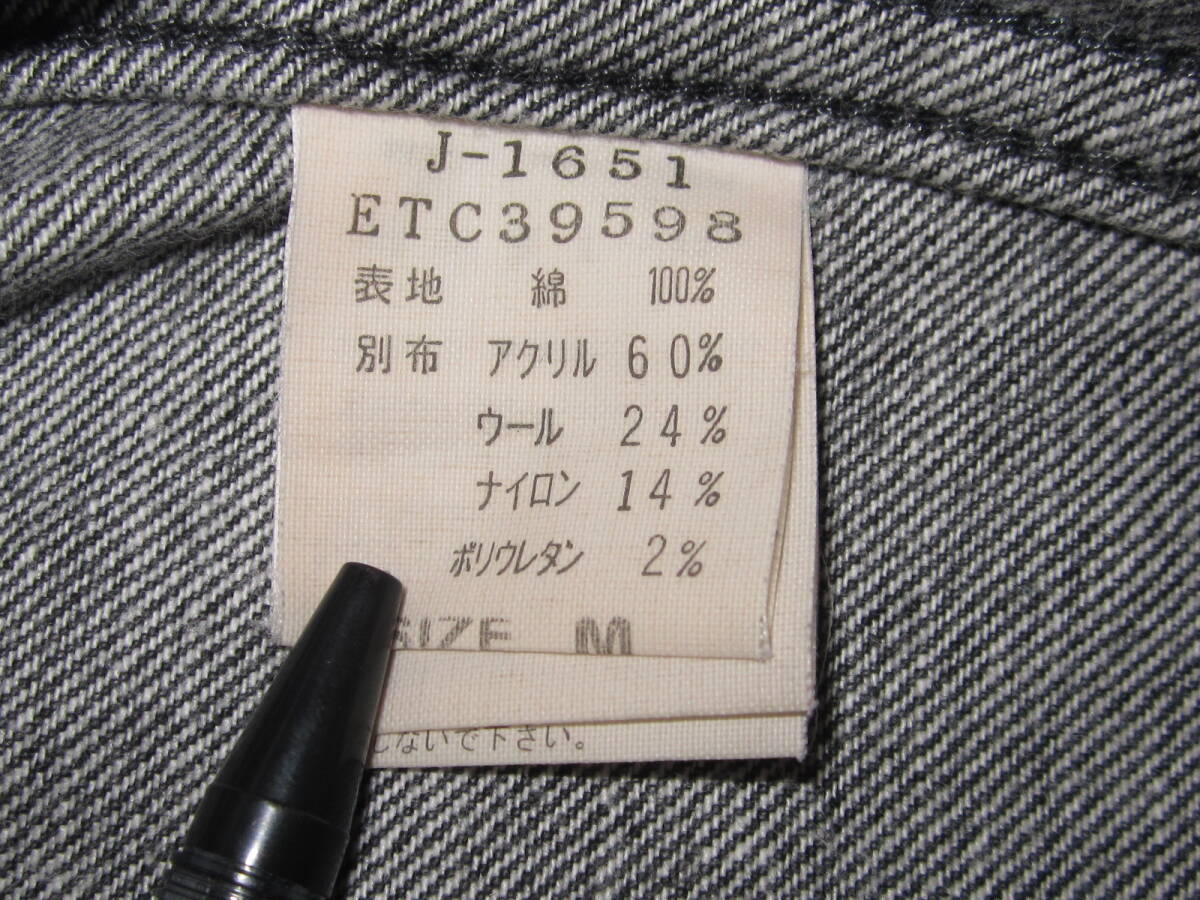 J-1651
ETC39598
表地 綿 100%
別布 アクリル 60%
ウール 24%
ナイロン 14%
ポリウレタン 2%
SIZE M
しないで下さい。